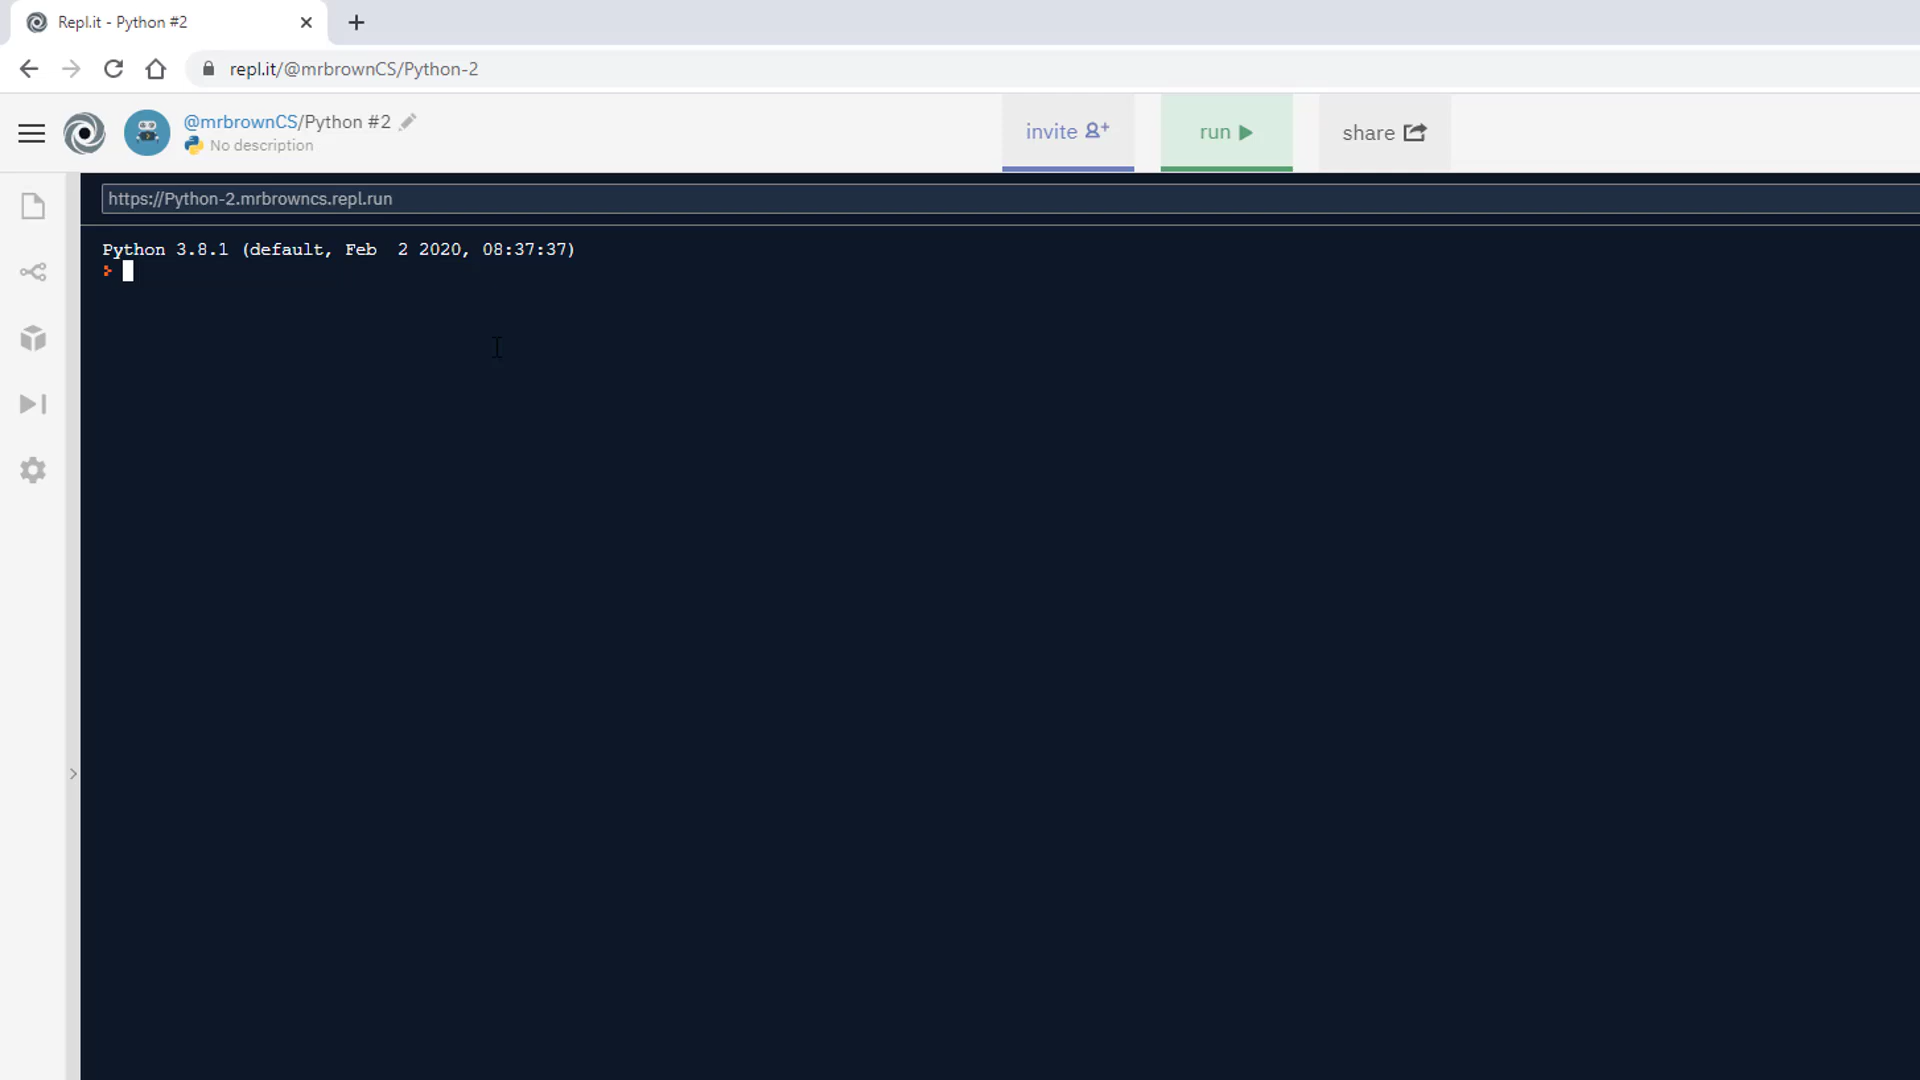 Repl.it - Python #2
repl.it/@mrbrownCS/Python-2
@mrbrownCS/Python #2
No description
invite
run
share
https://Python-2.mrbrowncs.repl.run
Python 3.8.1 (default, Feb  2 2020, 08:37:37)